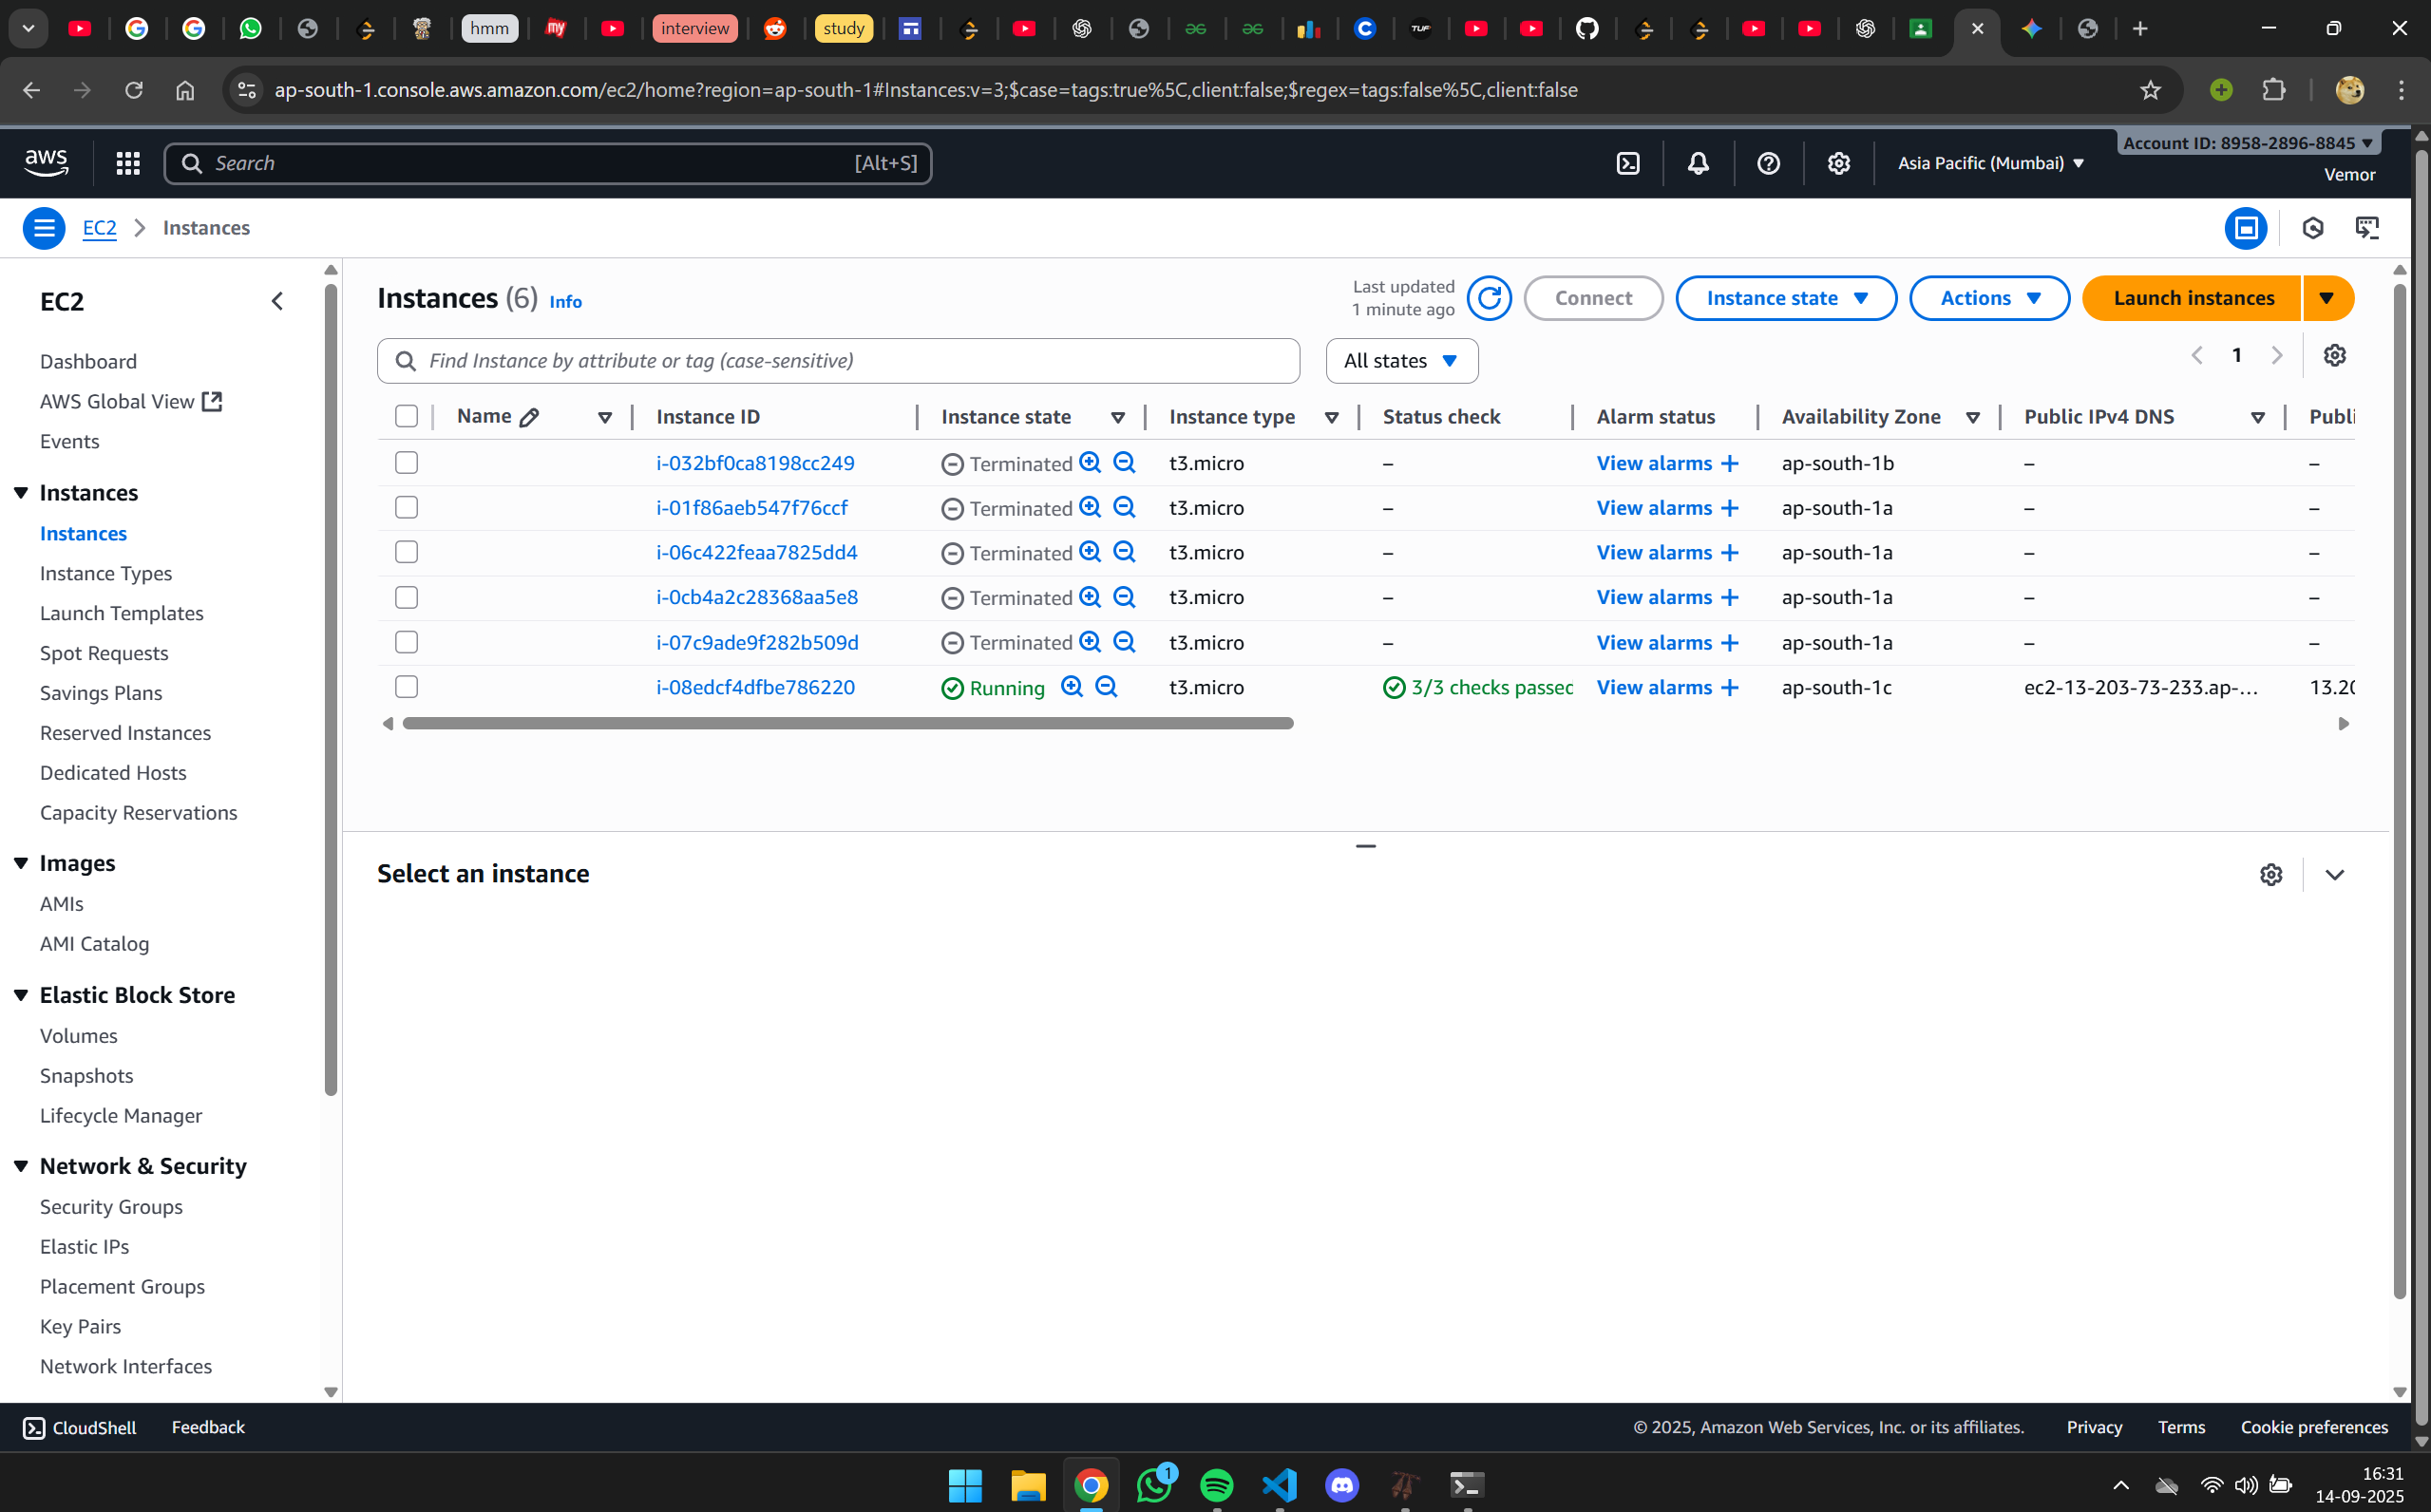 hmm
interview
study
ap-south-1.console.aws.amazon.com/ec2/home?region=ap-south-1#Instances:v=3;$case=tags:true%5C,client:false;$regex=tags:false%5C,client:false
aws
Search [Alt+S]
Asia Pacific (Mumbai)
Account ID: 8958-2896-8845
Vemor
EC2 Instances
EC2
Dashboard
AWS Global View
Events
Instances
Instances
Instance Types
Launch Templates
Spot Requests
Savings Plans
Reserved Instances
Dedicated Hosts
Capacity Reservations
Images
AMIs
AMI Catalog
Elastic Block Store
Volumes
Snapshots
Lifecycle Manager
Network & Security
Security Groups
Elastic IPs
Placement Groups
Key Pairs
Network Interfaces
Instances (6) Info
Last updated
1 minute ago
Connect
Instance state
Actions
Launch instances
Find Instance by attribute or tag (case-sensitive)
All states
1
Name Instance ID Instance state Instance type Status check Alarm status Availability Zone Public IPv4 DNS Publi
i-032bf0ca8198cc249 Terminated t3.micro – View alarms + ap-south-1b – –
i-01f86aeb547f76ccf Terminated t3.micro – View alarms + ap-south-1a – –
i-06c422feaa7825dd4 Terminated t3.micro – View alarms + ap-south-1a – –
i-0cb4a2c28368aa5e8 Terminated t3.micro – View alarms + ap-south-1a – –
i-07c9ade9f282b509d Terminated t3.micro – View alarms + ap-south-1a – –
i-08edcf4dfbe786220 Running t3.micro 3/3 checks passed View alarms + ap-south-1c ec2-13-203-73-233.ap-... 13.20
Select an instance
CloudShell Feedback
© 2025, Amazon Web Services, Inc. or its affiliates. Privacy Terms Cookie preferences
1
16:31
14-09-2025